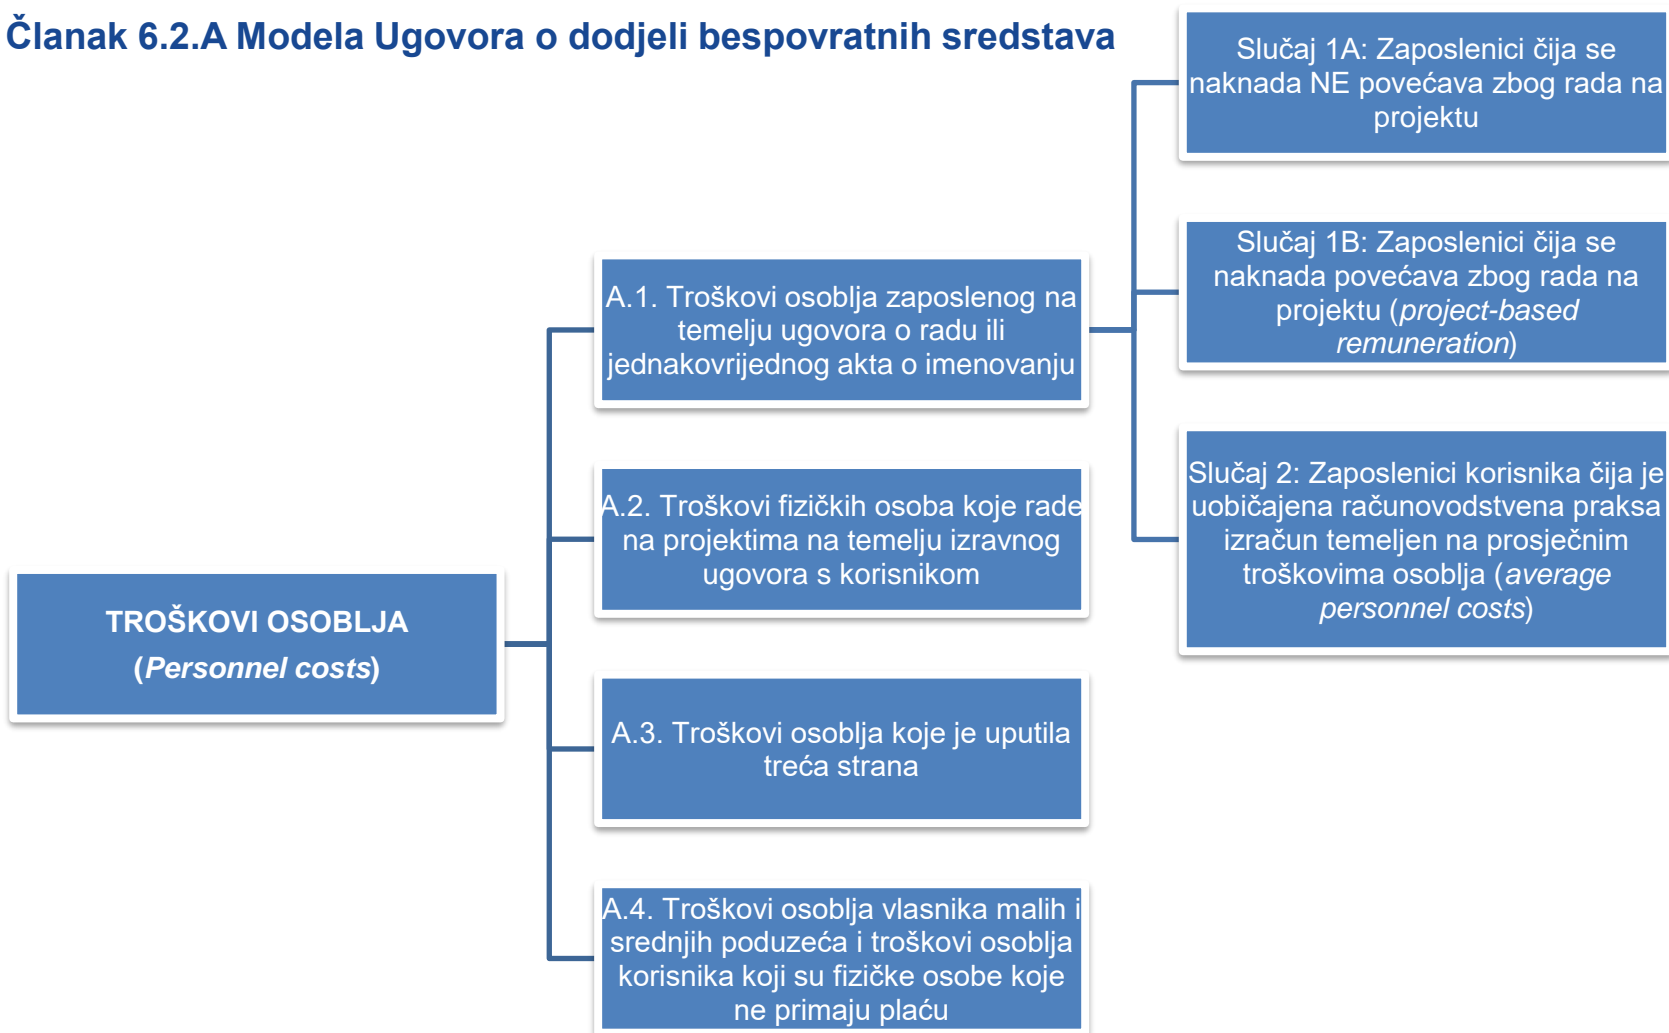 Članak 6.2.A Modela Ugovora o dodjeli bespovratnih sredstava
TROŠKOVI OSOBLJA
(Personnel costs)
A.1. Troškovi osoblja zaposlenog na
temelju ugovora o radu ili
jednakovrijednog akta o imenovanju
A.2. Troškovi fizičkih osoba koje rade
na projektima na temelju izravnog
ugovora s korisnikom
A.3. Troškovi osoblja koje je uputila
treća strana
A.4. Troškovi osoblja vlasnika malih i
srednjih poduzeća i troškovi osoblja
korisnika koji su fizičke osobe koje
ne primaju plaću
Slučaj 1A: Zaposlenici čija se
naknada NE povećava zbog rada na
projektu
Slučaj 1B: Zaposlenici čija se
naknada povećava zbog rada na
projektu (project-based
remuneration)
Slučaj 2: Zaposlenici korisnika čija je
uobičajena računovodstvena praksa
izračun temeljen na prosječnim
troškovima osoblja (average
personnel costs)